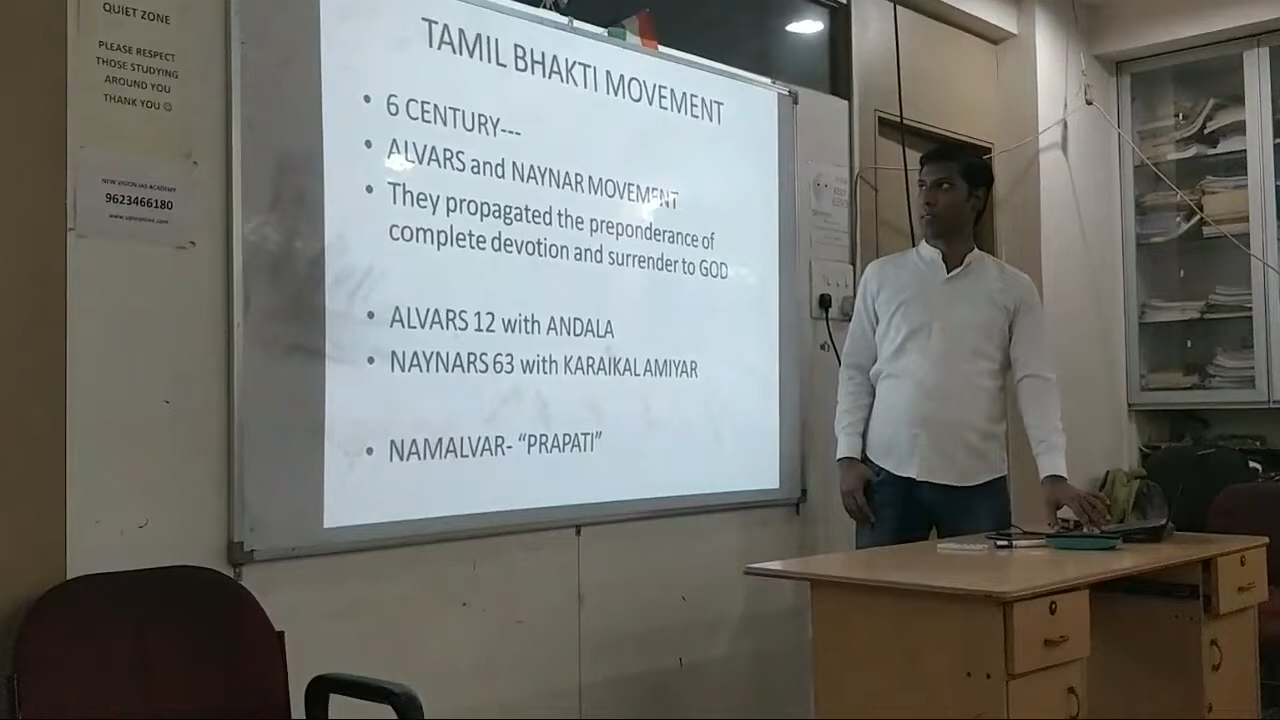 QUIET ZONE
PLEASE RESPECT
THOSE STUDYING
AROUND YOU
THANK YOU ☺
NEW VISION IAS ACADEMY
9623466180
TAMIL BHAKTI MOVEMENT
• 6 CENTURY---
• ALVARS and NAYNAR MOVEMENT
• They propagated the preponderance of
complete devotion and surrender to GOD
• ALVARS 12 with ANDALA
• NAYNARS 63 with KARAIKAL AMIYAR
• NAMALVAR- “PRAPATI”